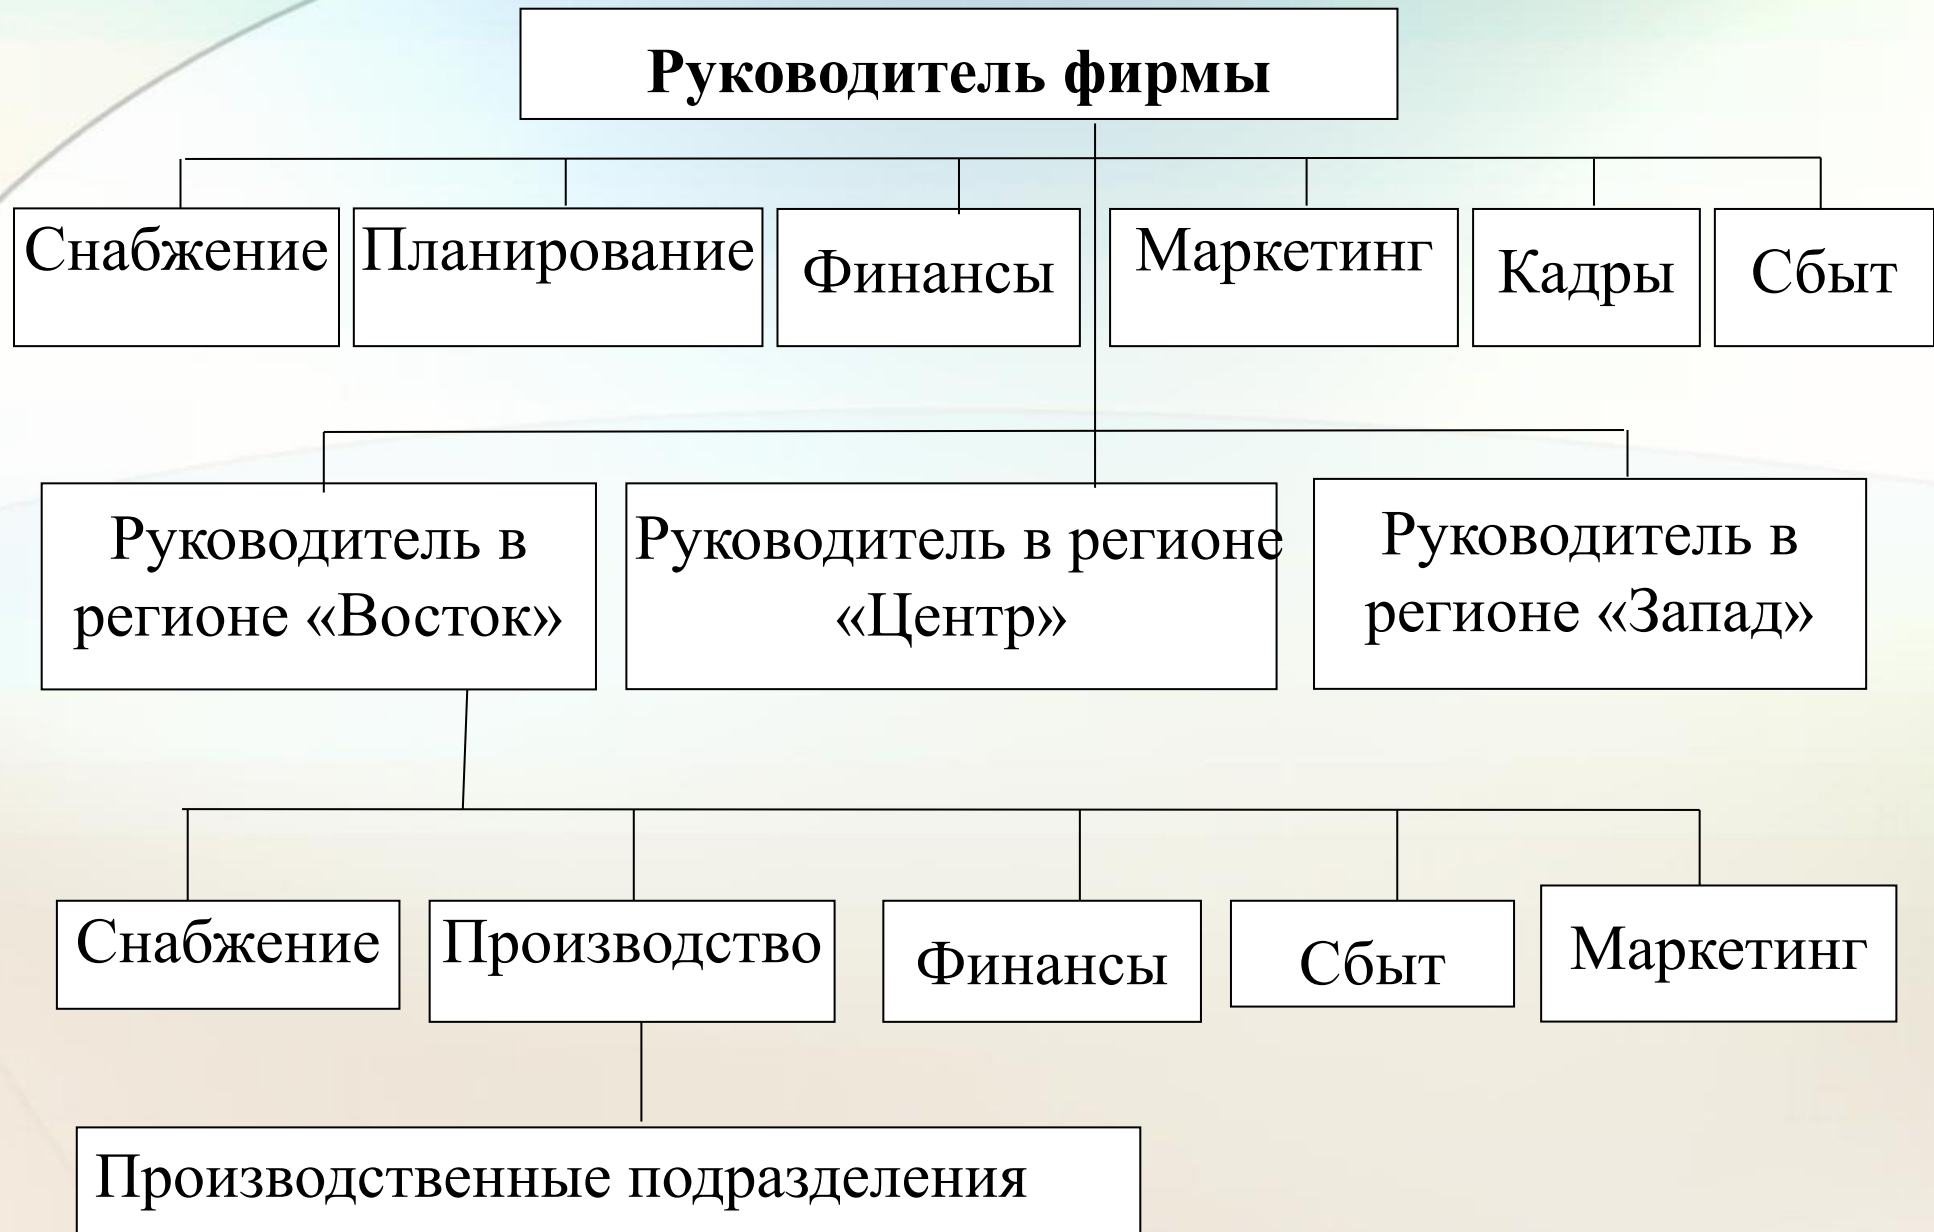 Руководитель фирмы
Снабжение
Планирование
Финансы
Маркетинг
Кадры
Сбыт
Руководитель в
регионе «Восток»
Руководитель в регионе
«Центр»
Руководитель в
регионе «Запад»
Снабжение
Производство
Финансы
Сбыт
Маркетинг
Производственные подразделения